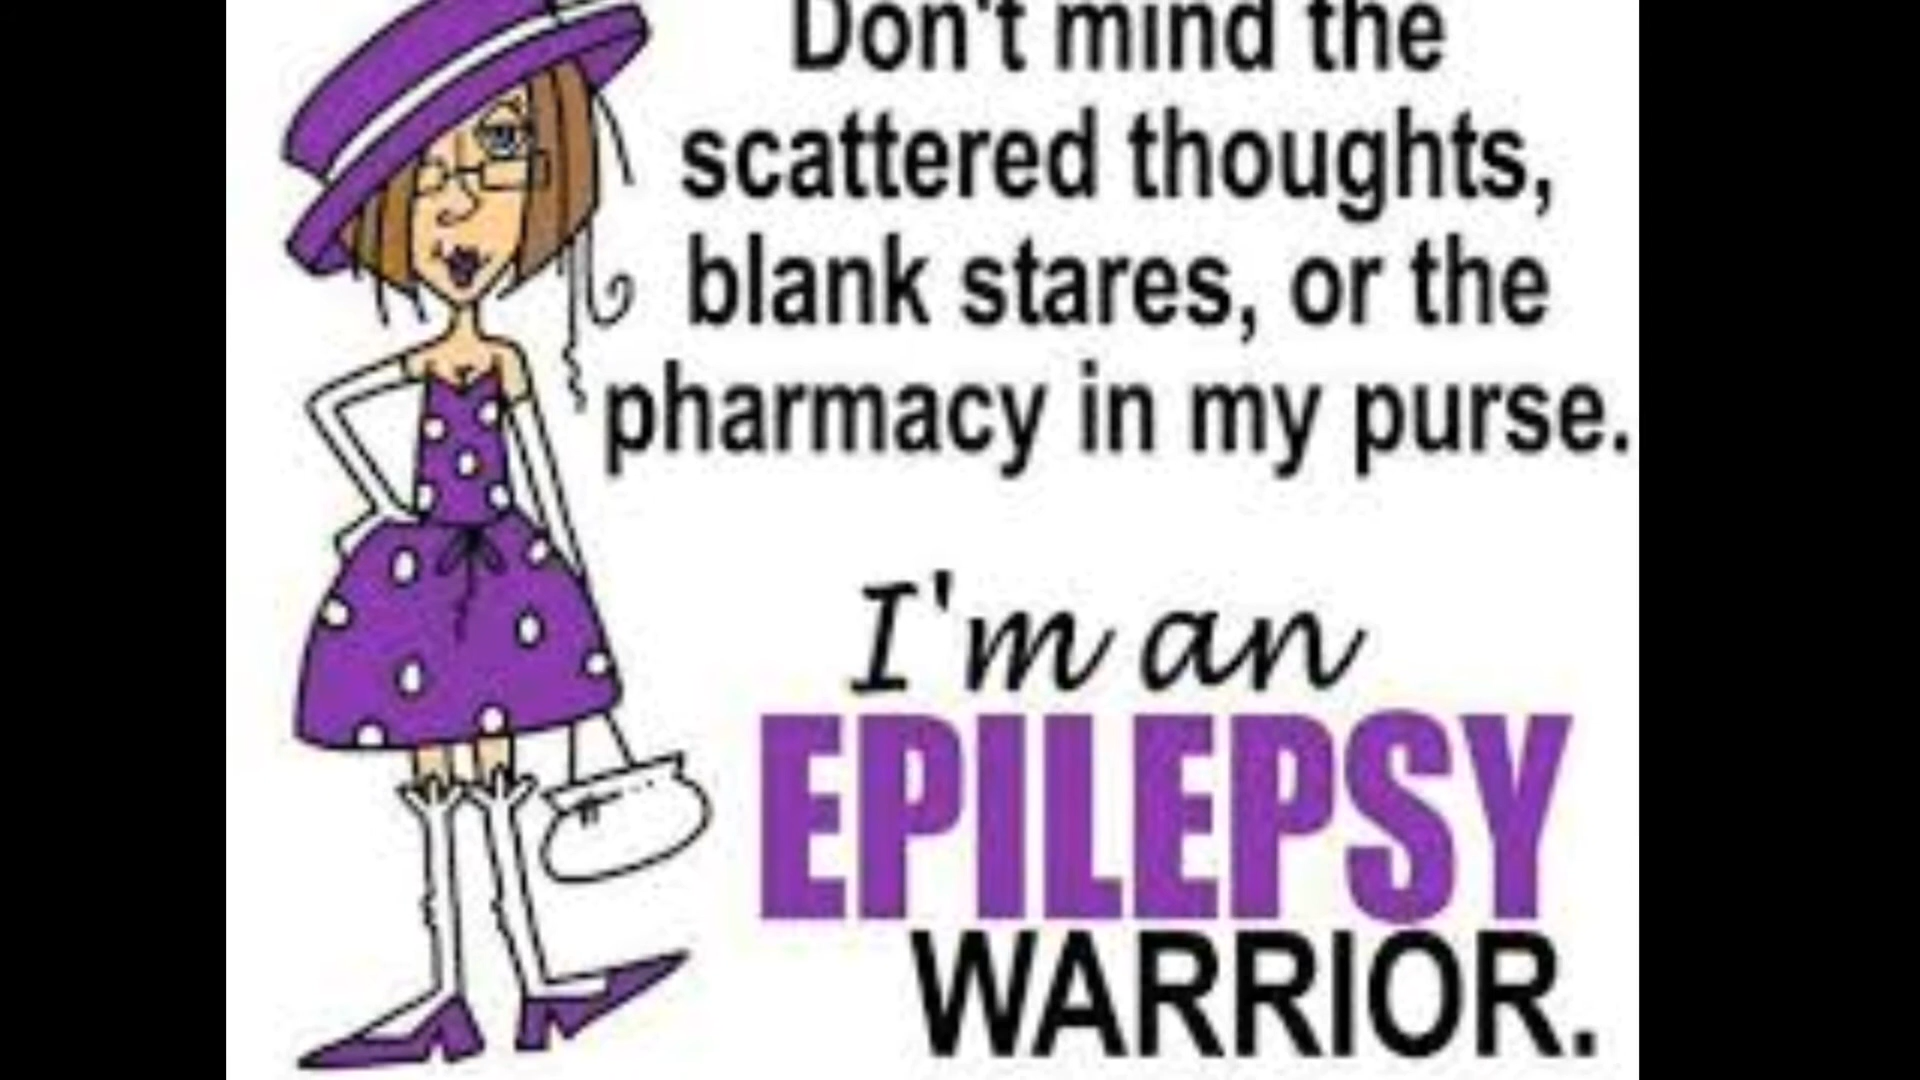 Don't mind the
scattered thoughts,
blank stares, or the
pharmacy in my purse.
I'm an
EPILEPSY
WARRIOR.